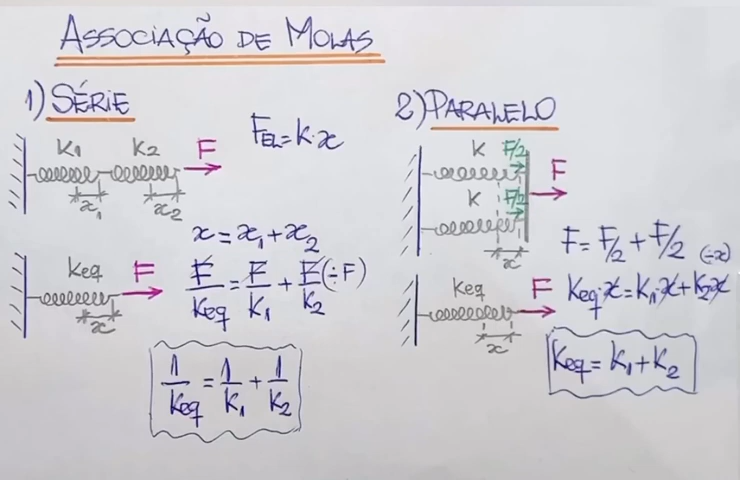 ASSOCIAÇÃO DE MOLAS
1) SÉRIE
K1 K2 F
x1 x2
FEL = K·x
x = x1 + x2
Keq F
x
F/Keq = F/K1 + F/K2 (÷F)
1/Keq = 1/K1 + 1/K2
2) PARALELO
K F/2
F
K F/2
x
F = F/2 + F/2 (÷x)
Keq F
x
Keq·x = K1·x + K2·x
Keq = K1 + K2